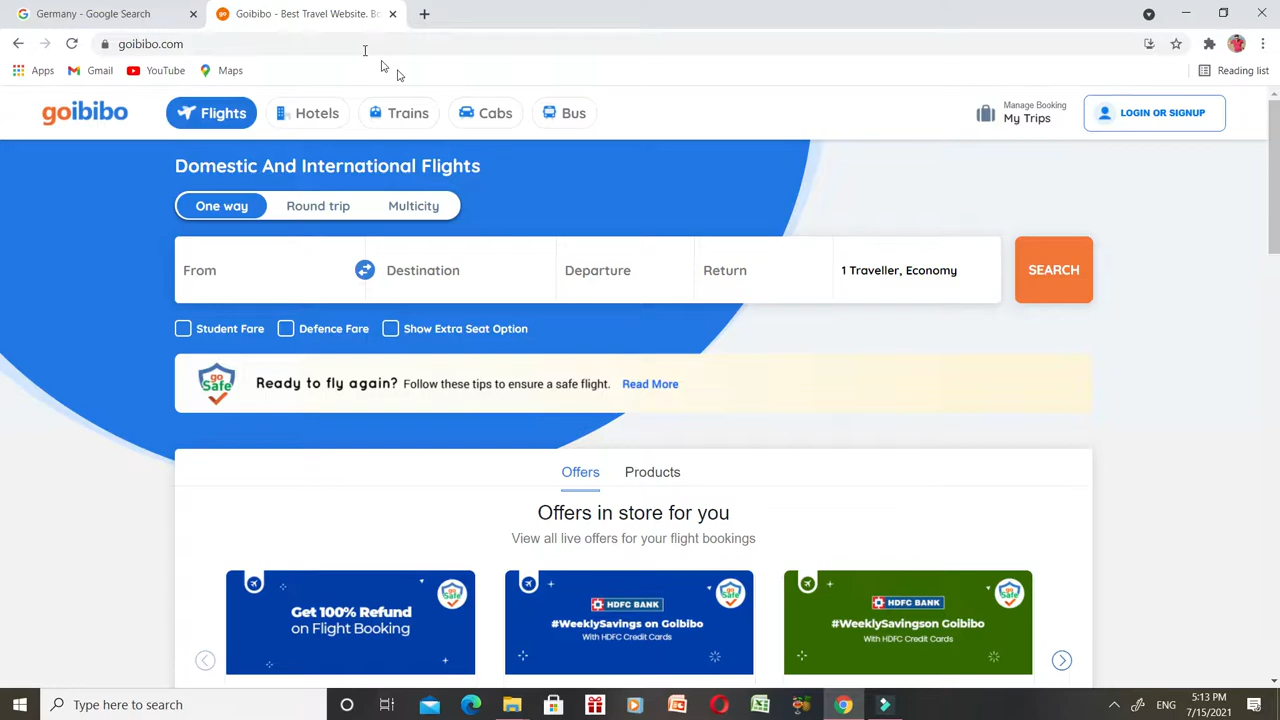 Germany - Google Search
Goibibo - Best Travel Website. Bo
goibibo.com
Apps
Gmail
YouTube
Maps
Reading list
goibibo
Flights
Hotels
Trains
Cabs
Bus
Manage Booking
My Trips
LOGIN OR SIGNUP
Domestic And International Flights
One way
Round trip
Multicity
From
Destination
Departure
Return
1 Traveller, Economy
SEARCH
Student Fare
Defence Fare
Show Extra Seat Option
go
Safe
Ready to fly again? Follow these tips to ensure a safe flight. Read More
Offers
Products
Offers in store for you
View all live offers for your flight bookings
Get 100% Refund
on Flight Booking
HDFC BANK
#WeeklySavings on Goibibo
With HDFC Credit Cards
HDFC BANK
#WeeklySavingson Goibibo
With HDFC Credit Cards
Type here to search
ENG
5:13 PM
7/15/2021